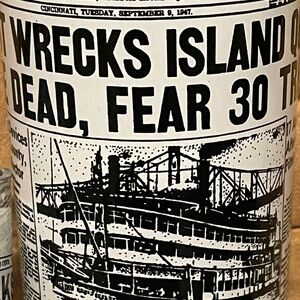 CINCINNATI, TUESDAY, SEPTEMBER 9, 1947.
T WRECKS ISLAND
DEAD, FEAR 30 T